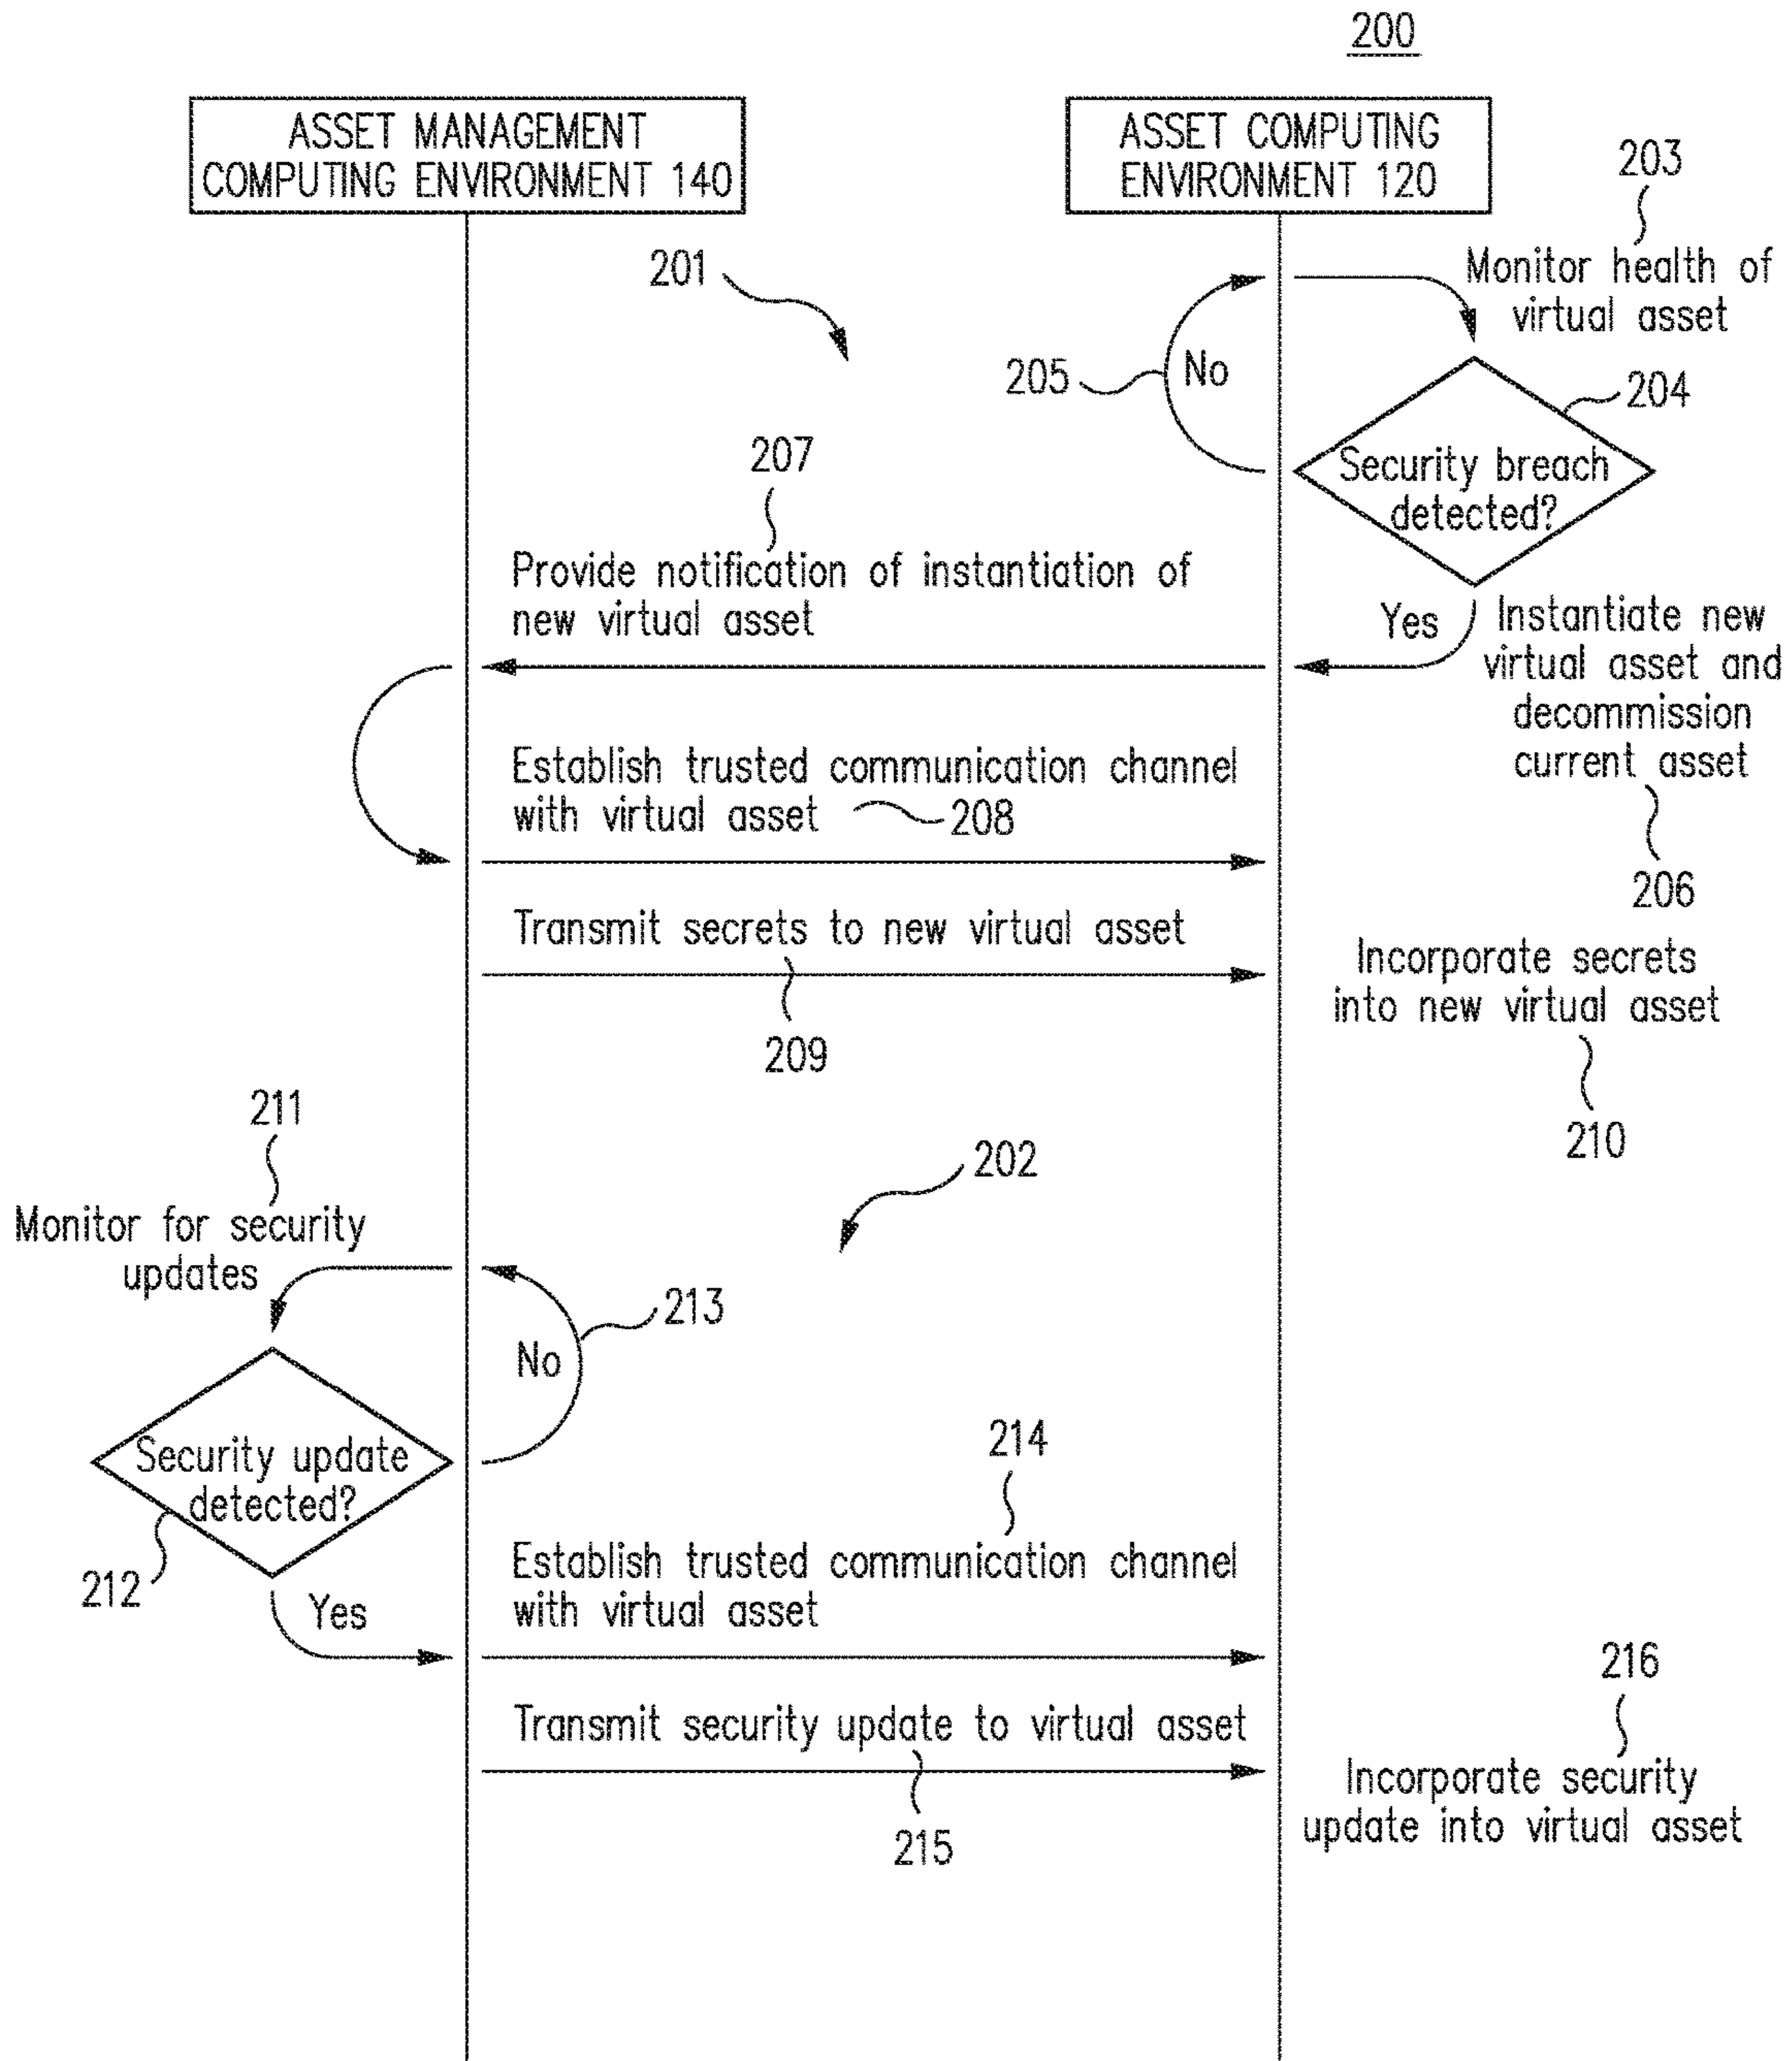 200
ASSET MANAGEMENT
COMPUTING ENVIRONMENT 140
ASSET COMPUTING
ENVIRONMENT 120
203
Monitor health of
virtual asset
201
205
No
204
Security breach
detected?
207
Provide notification of instantiation of
new virtual asset
Yes
Instantiate new
virtual asset and
decommission
current asset
206
Establish trusted communication channel
with virtual asset
208
Transmit secrets to new virtual asset
209
Incorporate secrets
into new virtual asset
210
211
Monitor for security
updates
202
213
No
Security update
detected?
212
Yes
214
Establish trusted communication channel
with virtual asset
Transmit security update to virtual asset
215
216
Incorporate security
update into virtual asset